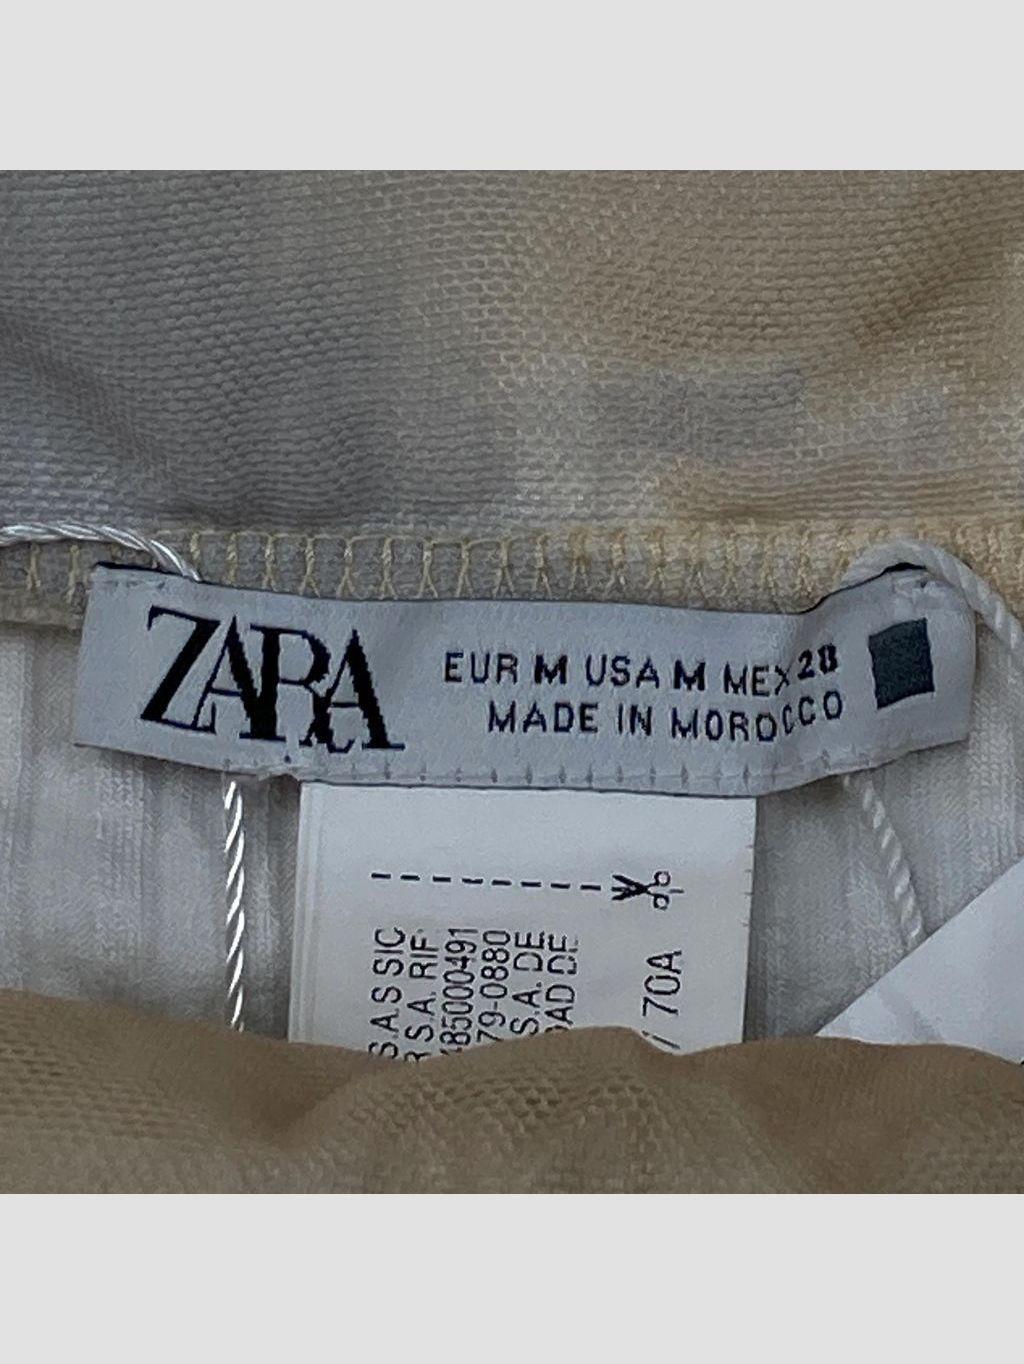 ZARA
EUR M USA M MEX 28
MADE IN MOROCCO
S.A.S SIC
R S.A. RIF
485000491
79-0880
S.A. DE
DAD DE
/ 70A